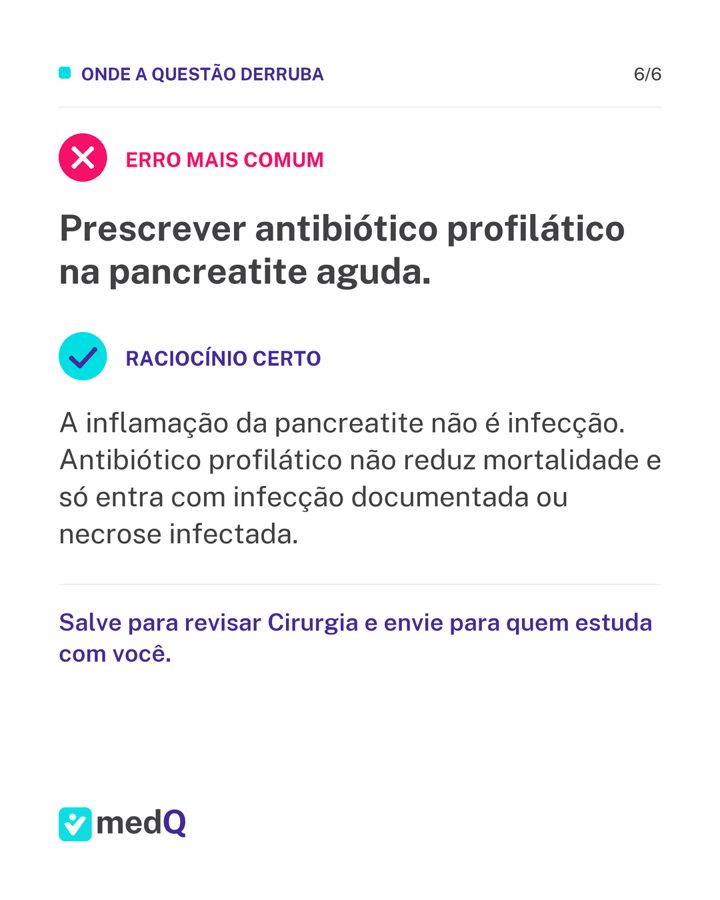 ONDE A QUESTÃO DERRUBA
6/6
ERRO MAIS COMUM
Prescrever antibiótico profilático
na pancreatite aguda.
RACIOCÍNIO CERTO
A inflamação da pancreatite não é infecção.
Antibiótico profilático não reduz mortalidade e
só entra com infecção documentada ou
necrose infectada.
Salve para revisar Cirurgia e envie para quem estuda
com você.
medQ